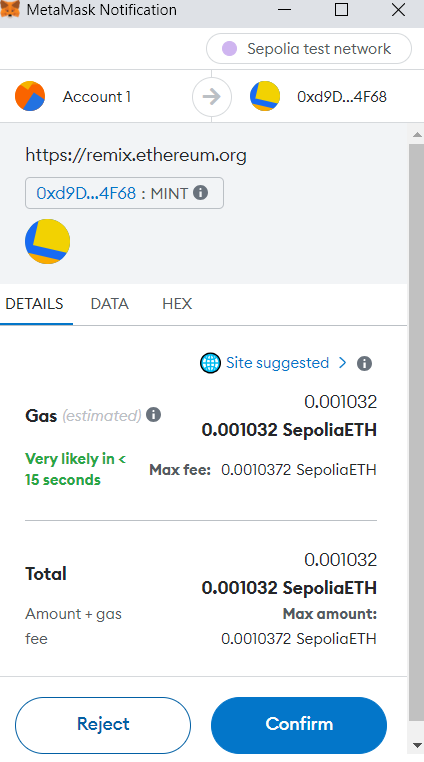 MetaMask Notification
Sepolia test network
Account 1
0xd9D...4F68
https://remix.ethereum.org
0xd9D...4F68 : MINT
DETAILS DATA HEX
Site suggested >
0.001032
Gas (estimated) 0.001032 SepoliaETH
Very likely in < 15 seconds
Max fee: 0.0010372 SepoliaETH
0.001032
Total 0.001032 SepoliaETH
Amount + gas fee
Max amount:
0.0010372 SepoliaETH
Reject Confirm